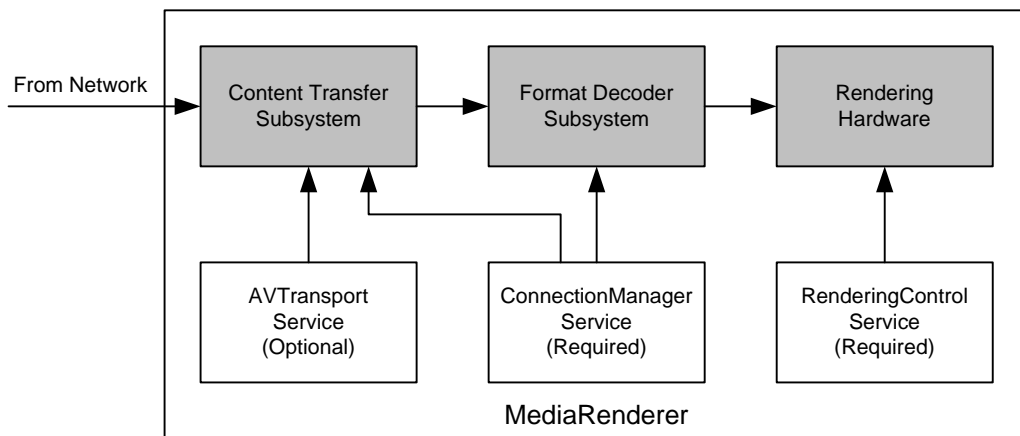 From Network
Content Transfer
Subsystem
Format Decoder
Subsystem
Rendering
Hardware
AVTransport
Service
(Optional)
ConnectionManager
Service
(Required)
RenderingControl
Service
(Required)
MediaRenderer